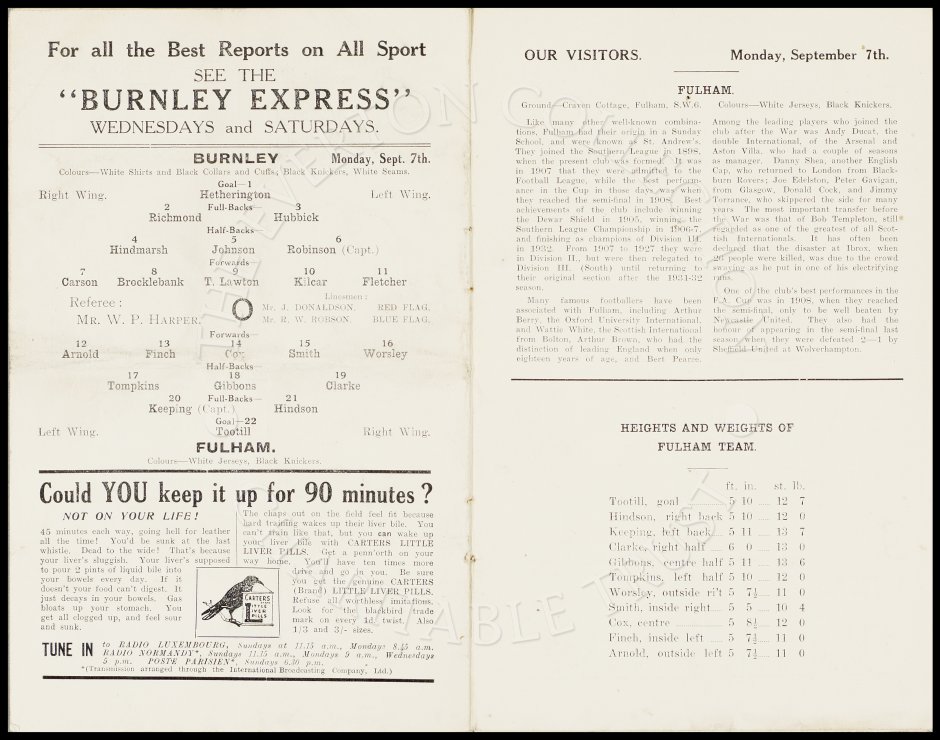 For all the Best Reports on All Sport
SEE THE
“BURNLEY EXPRESS”
WEDNESDAYS and SATURDAYS.
BURNLEY Monday, Sept. 7th.
Colours—White Shirts and Black Collars and Cuffs, Black Knickers, White Seams.
Goal—1
Right Wing. Hetherington Left Wing.
2 Full-Backs— 3
Richmond Hubbick
Half-Backs—
4 5 6
Hindmarsh Johnson Robinson (Capt.)
Forwards—
7 8 9 10 11
Carson Brocklebank T. Lawton Kilcar Fletcher
Referee : Linesmen :
Mr. W. P. Harper. O Mr. J. DONALDSON. RED FLAG.
Mr. R. W. ROBSON. BLUE FLAG.
Forwards—
12 13 14 15 16
Arnold Finch Cox Smith Worsley
Half-Backs—
17 18 19
Tompkins Gibbons Clarke
20 Full-Backs— 21
Keeping (Capt.) Hindson
Goal—22
Left Wing. Tootill Right Wing.
FULHAM.
Colours—White Jerseys, Black Knickers.
Could YOU keep it up for 90 minutes ?
NOT ON YOUR LIFE !
45 minutes each way, going hell for leather
all the time! You'd be sunk at the last
whistle. Dead to the wide! That's because
your liver's sluggish. Your liver's supposed
to pour 2 pints of liquid bile into
your bowels every day. If it
doesn't your food can't digest. It
just decays in your bowels. Gas
bloats up your stomach. You
get all clogged up, and feel sour
and sunk.
The chaps out on the field feel fit because
hard training wakes up their liver bile. You
can't train like that, but you can wake up
your liver bile with CARTERS LITTLE
LIVER PILLS. Get a penn'orth on your
way home. You'll have ten times more
drive and go in you. Be sure
you get the genuine CARTERS
(Brand) LITTLE LIVER PILLS.
Refuse all worthless imitations.
Look for the blackbird trade
mark on every 1d. twist. Also
1/3 and 3/- sizes.
CARTERS
LITTLE
LIVER
PILLS
TUNE IN to RADIO LUXEMBOURG, Sundays at 11.15 a.m., Mondays 8.45 a.m.
RADIO NORMANDY*, Sundays 11.15 a.m., Mondays 9 a.m., Wednesdays
5 p.m. POSTE PARISIEN*, Sundays 6.30 p.m.
*(Transmission arranged through the International Broadcasting Company, Ltd.)
OUR VISITORS. Monday, September 7th.
FULHAM.
Ground—Craven Cottage, Fulham, S.W.6. Colours—White Jerseys, Black Knickers.
Like many other well-known combina-
tions, Fulham had their origin in a Sunday
School, and were known as St. Andrew's.
They joined the Southern League in 1898,
when the present club was formed. It was
in 1907 that they were admitted to the
Football League, while the best perform-
ance in the Cup in those days was when
they reached the semi-final in 1908. Best
achievements of the club include winning
the Dewar Shield in 1905, winning the
Southern League Championship in 1906-7,
and finishing as champions of Division III.
in 1932. From 1907 to 1927 they were
in Division II., but were then relegated to
Division III. (South) until returning to
their original section after the 1931-32
season.
Many famous footballers have been
associated with Fulham, including Arthur
Berry, the Oxford University International,
and Wattie White, the Scottish International
from Bolton, Arthur Brown, who had the
distinction of leading England when only
eighteen years of age, and Bert Pearce.
Among the leading players who joined the
club after the War was Andy Ducat, the
double International, of the Arsenal and
Aston Villa, who had a couple of seasons
as manager. Danny Shea, another English
Cap, who returned to London from Black-
burn Rovers; Joe Edelston, Peter Gavigan,
from Glasgow, Donald Cock, and Jimmy
Torrance, who skippered the side for many
years. The most important transfer before
the War was that of Bob Templeton, still
regarded as one of the greatest of all Scot-
tish Internationals. It has often been
declared that the disaster at Ibrox, when
26 people were killed, was due to the crowd
swaying as he put in one of his electrifying
runs.
One of the club's best performances in the
F.A. Cup was in 1908, when they reached
the semi-final, only to be well beaten by
Newcastle United. They also had the
honour of appearing in the semi-final last
season when they were defeated 2—1 by
Sheffield United at Wolverhampton.
HEIGHTS AND WEIGHTS OF
FULHAM TEAM.
ft. in. st. lb.
Tootill, goal 5 10 ..... 12 7
Hindson, right back 5 10 ..... 12 0
Keeping, left back 5 11 ..... 13 7
Clarke, right half 6 0 ..... 13 0
Gibbons, centre half 5 11 ..... 13 6
Tompkins, left half 5 10 ..... 12 0
Worsley, outside ri't 5 7½ ..... 11 0
Smith, inside right 5 5 ..... 10 4
Cox, centre 5 8½ ..... 12 0
Finch, inside left 5 7½ ..... 11 0
Arnold, outside left 5 7½ ..... 11 0